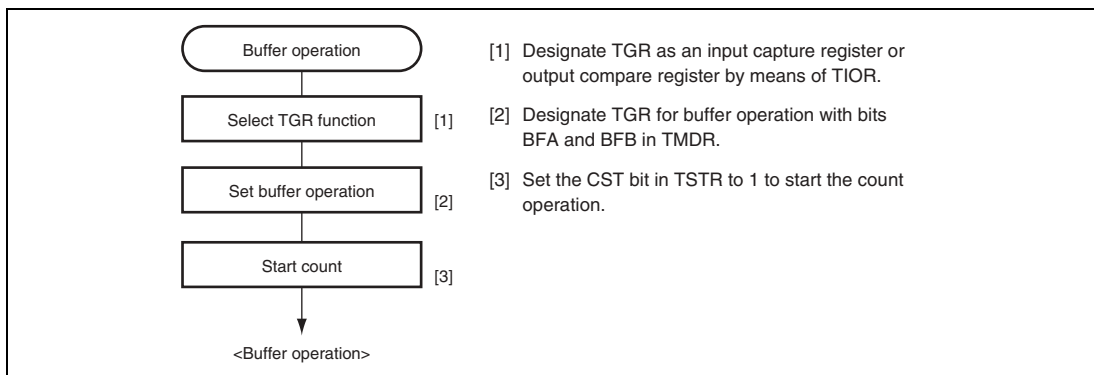 Buffer operation
Select TGR function
[1]
Set buffer operation
[2]
Start count
[3]
<Buffer operation>
[1] Designate TGR as an input capture register or
output compare register by means of TIOR.
[2] Designate TGR for buffer operation with bits
BFA and BFB in TMDR.
[3] Set the CST bit in TSTR to 1 to start the count
operation.